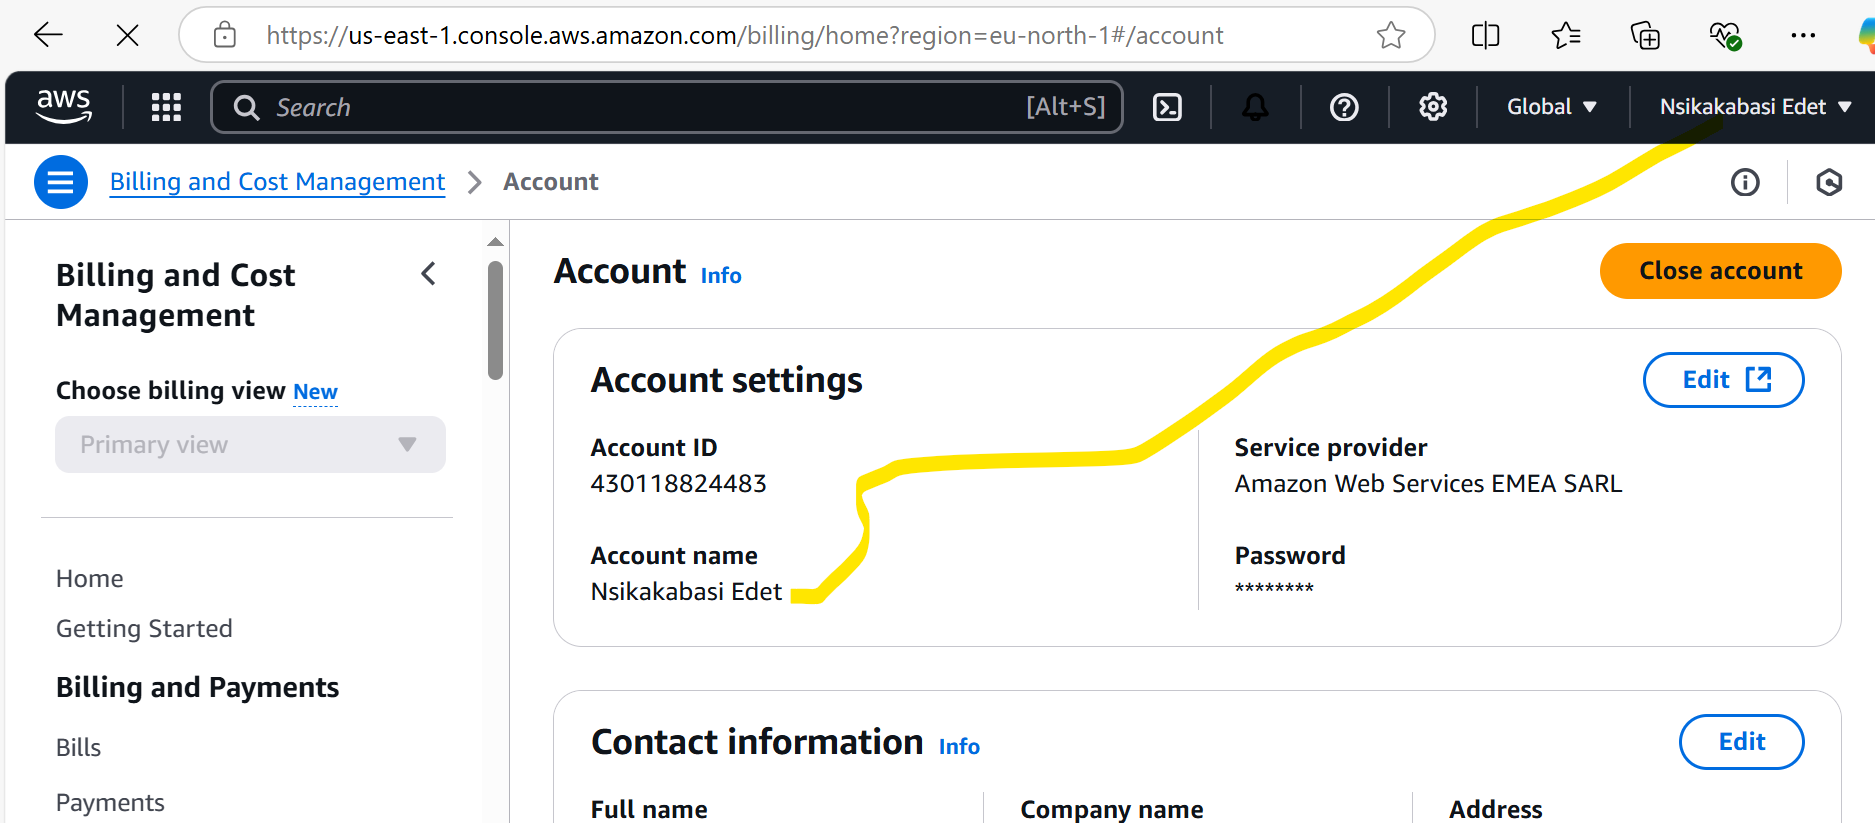 https://us-east-1.console.aws.amazon.com/billing/home?region=eu-north-1#/account
aws
Search [Alt+S]
Global
Nsikakabasi Edet
Billing and Cost Management > Account
Billing and Cost
Management
Choose billing view New
Primary view
Home
Getting Started
Billing and Payments
Bills
Payments
Account Info
Close account
Account settings
Edit
Account ID
430118824483
Service provider
Amazon Web Services EMEA SARL
Account name
Nsikakabasi Edet
Password
********
Contact information Info
Edit
Full name
Company name
Address